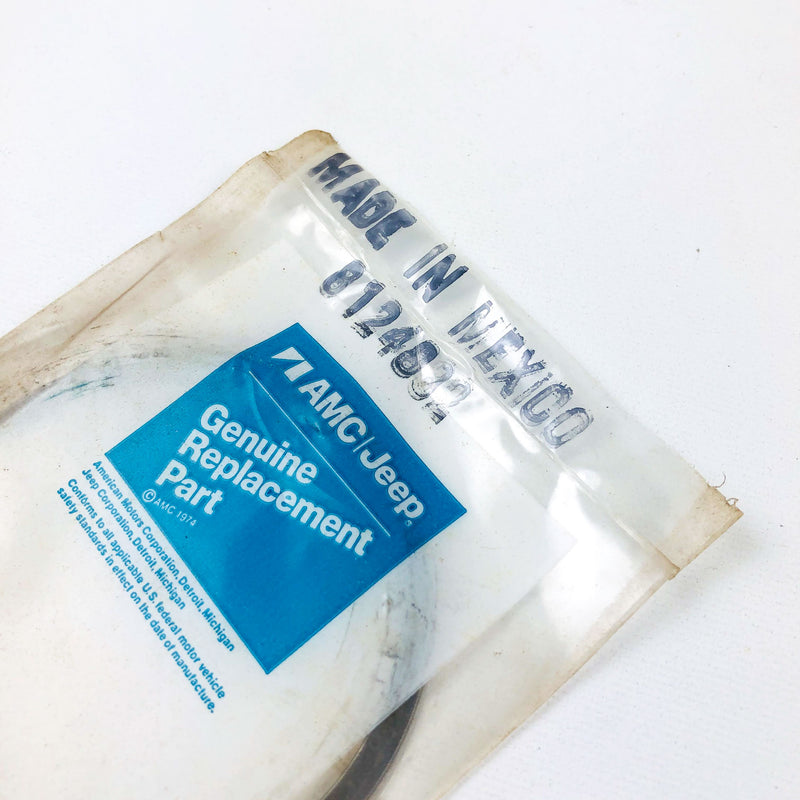 MADE IN MEXICO
8124892
AMC/Jeep®
Genuine
Replacement
Part
© AMC 1974
American Motors Corporation, Detroit, Michigan
Jeep Corporation, Detroit, Michigan
Conforms to all applicable U.S. federal motor vehicle
safety standards in effect on the date of manufacture.